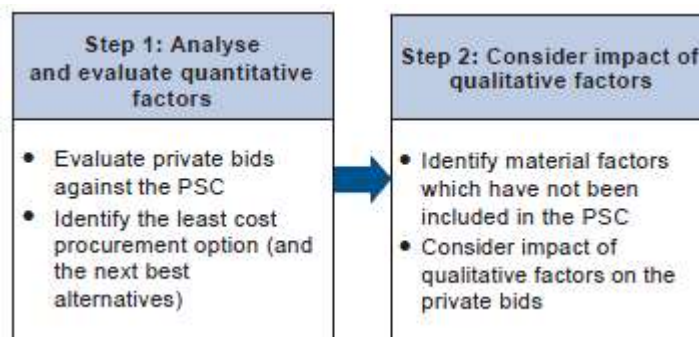 Step 1: Analyse
and evaluate quantitative
factors
• Evaluate private bids
against the PSC
• Identify the least cost
procurement option (and
the next best
alternatives)
Step 2: Consider impact of
qualitative factors
• Identify material factors
which have not been
included in the PSC
• Consider impact of
qualitative factors on the
private bids